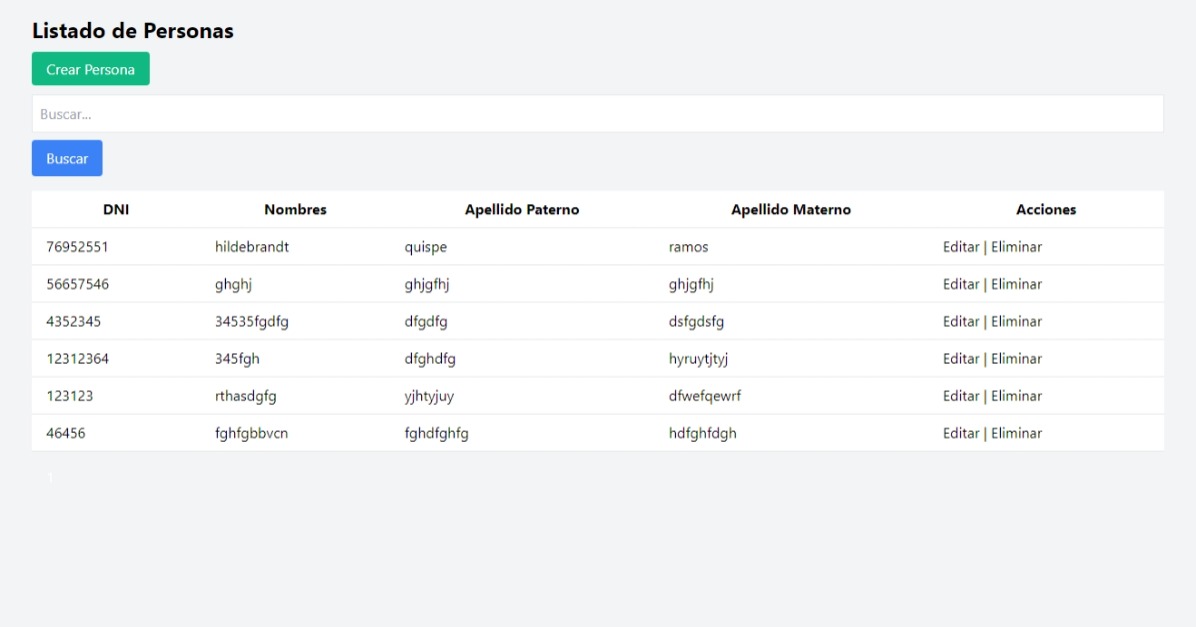 Listado de Personas
Crear Persona
Buscar...
Buscar
DNI Nombres Apellido Paterno Apellido Materno Acciones
76952551 hildebrandt quispe ramos Editar | Eliminar
56657546 ghghj ghjgfhj ghjgfhj Editar | Eliminar
4352345 34535fgdfg dfgdfg dsfgdsfg Editar | Eliminar
12312364 345fgh dfghdfg hyruytjtyj Editar | Eliminar
123123 rthasdgfg yjhtyjuy dfwefqewrf Editar | Eliminar
46456 fghfgbbvcn fghdfghfg hdfghfdgh Editar | Eliminar
1